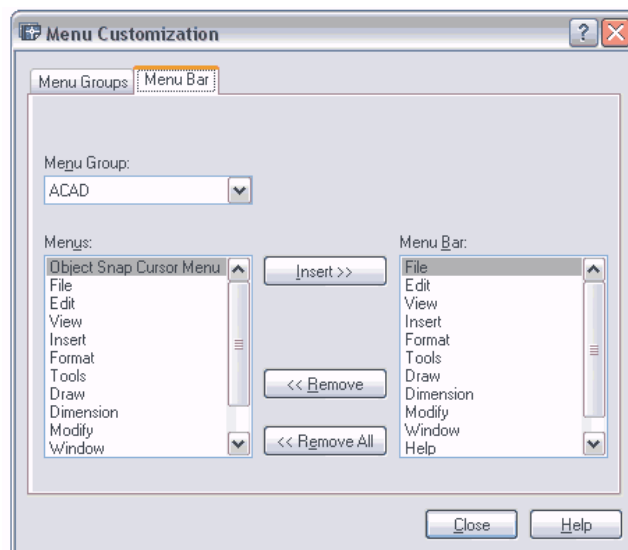 Menu Customization
Menu Groups
Menu Bar
Menu Group:
ACAD
Menus:
Object Snap Cursor Menu
File
Edit
View
Insert
Format
Tools
Draw
Dimension
Modify
Window
Insert >>
<< Remove
<< Remove All
Menu Bar:
File
Edit
View
Insert
Format
Tools
Draw
Dimension
Modify
Window
Help
Close
Help